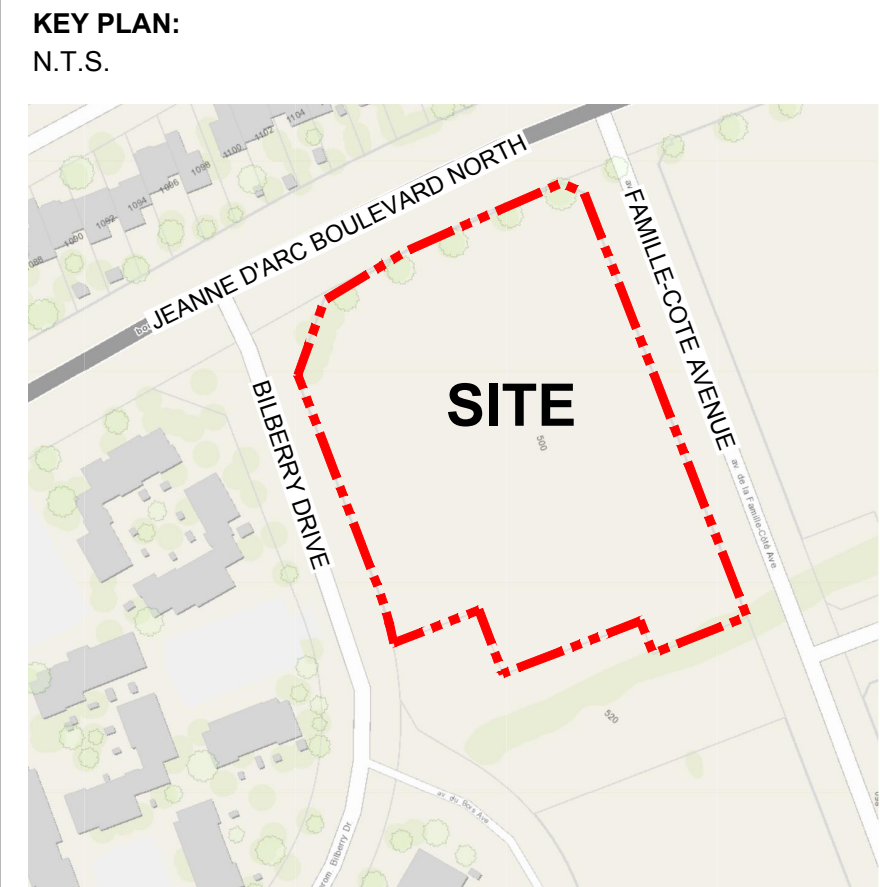 KEY PLAN:
N.T.S.
1104
1102
1100
1098
1096
1094
1092
1090
1088
JEANNE D'ARC BOULEVARD NORTH
FAMILLE-COTE AVENUE
BILBERRY DRIVE
SITE
500
av. de la Famille-Côté Ave
520
av. du Bois Ave
Bilberry Dr